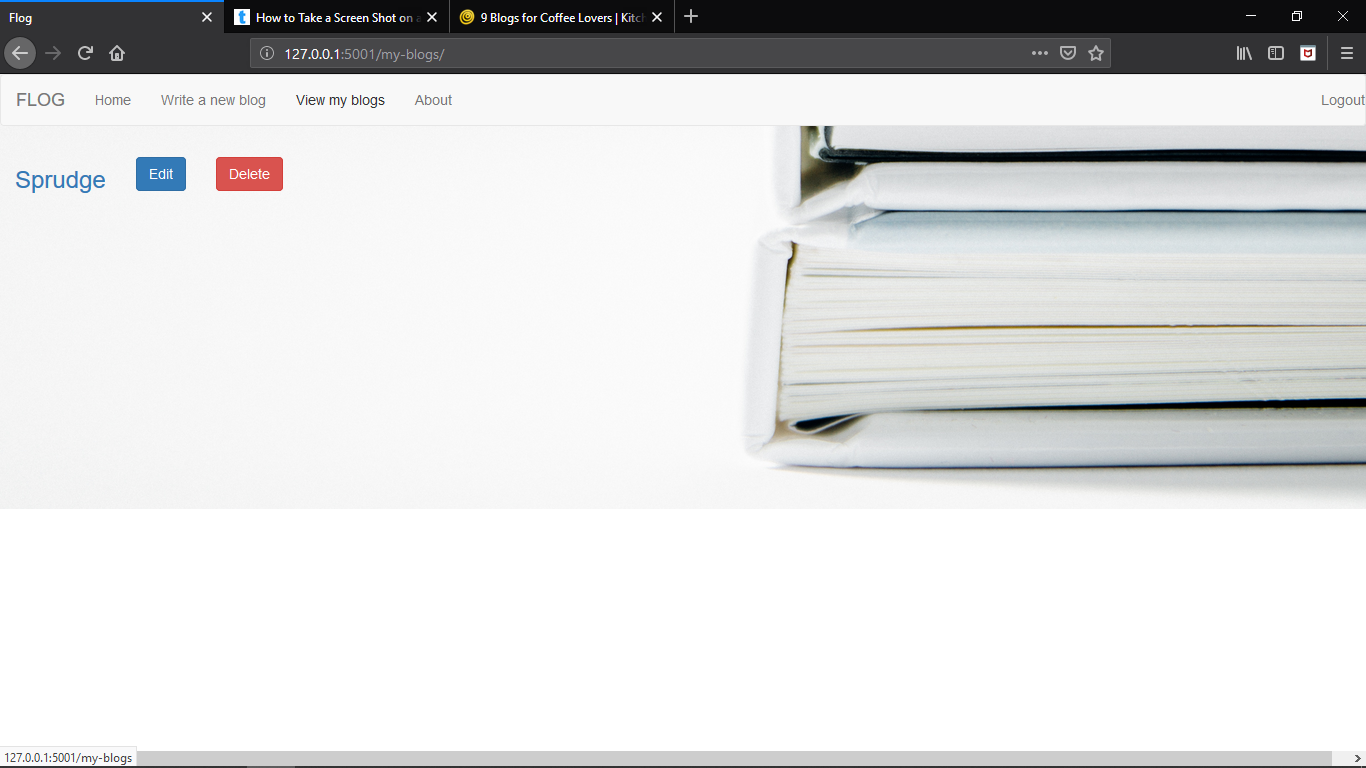 Flog
How to Take a Screen Shot on a
9 Blogs for Coffee Lovers | Kitch
127.0.0.1:5001/my-blogs/
FLOG Home Write a new blog View my blogs About Logout
Sprudge Edit Delete
127.0.0.1:5001/my-blogs